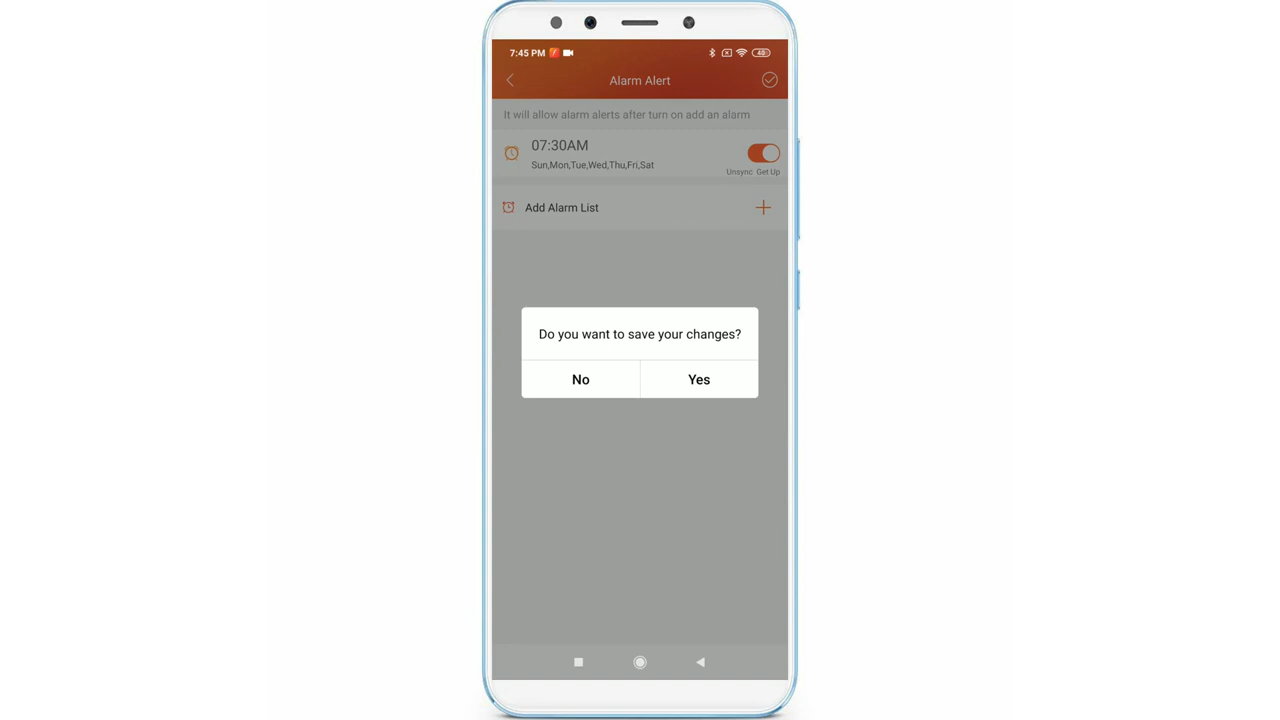 7:45 PM
40
Alarm Alert
It will allow alarm alerts after turn on add an alarm
07:30AM
Sun,Mon,Tue,Wed,Thu,Fri,Sat
Unsync Get Up
Add Alarm List
Do you want to save your changes?
No Yes